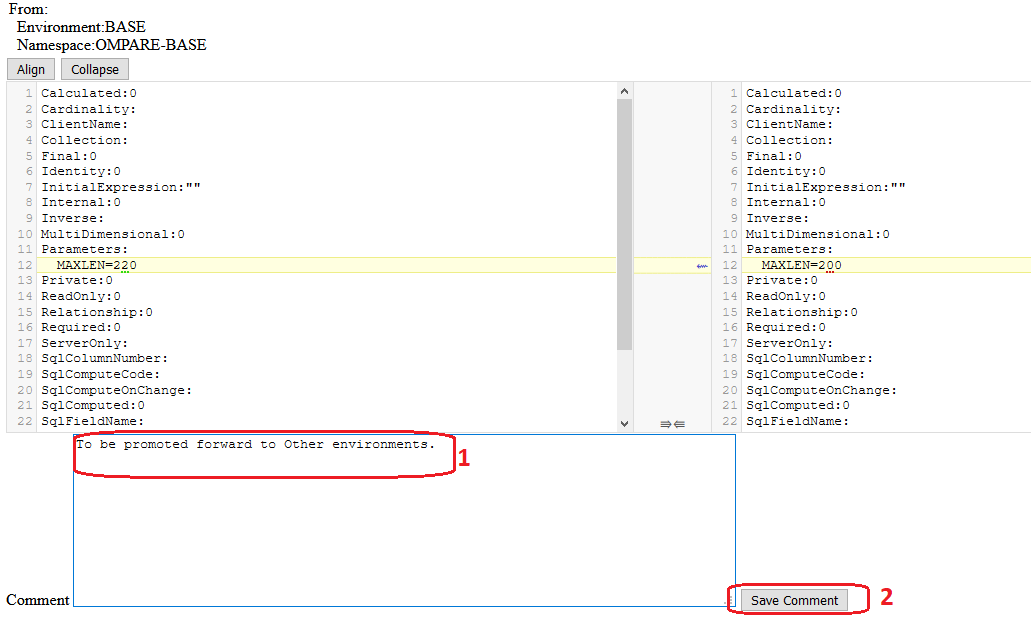 From:
Environment:BASE
Namespace:OMPARE-BASE
Align Collapse
1 Calculated:0
2 Cardinality:
3 ClientName:
4 Collection:
5 Final:0
6 Identity:0
7 InitialExpression:""
8 Internal:0
9 Inverse:
10 MultiDimensional:0
11 Parameters:
12 MAXLEN=220
13 Private:0
14 ReadOnly:0
15 Relationship:0
16 Required:0
17 ServerOnly:
18 SqlColumnNumber:
19 SqlComputeCode:
20 SqlComputeOnChange:
21 SqlComputed:0
22 SqlFieldName:
1 Calculated:0
2 Cardinality:
3 ClientName:
4 Collection:
5 Final:0
6 Identity:0
7 InitialExpression:""
8 Internal:0
9 Inverse:
10 MultiDimensional:0
11 Parameters:
12 MAXLEN=200
13 Private:0
14 ReadOnly:0
15 Relationship:0
16 Required:0
17 ServerOnly:
18 SqlColumnNumber:
19 SqlComputeCode:
20 SqlComputeOnChange:
21 SqlComputed:0
22 SqlFieldName:
To be promoted forward to Other environments. 1
Comment Save Comment 2